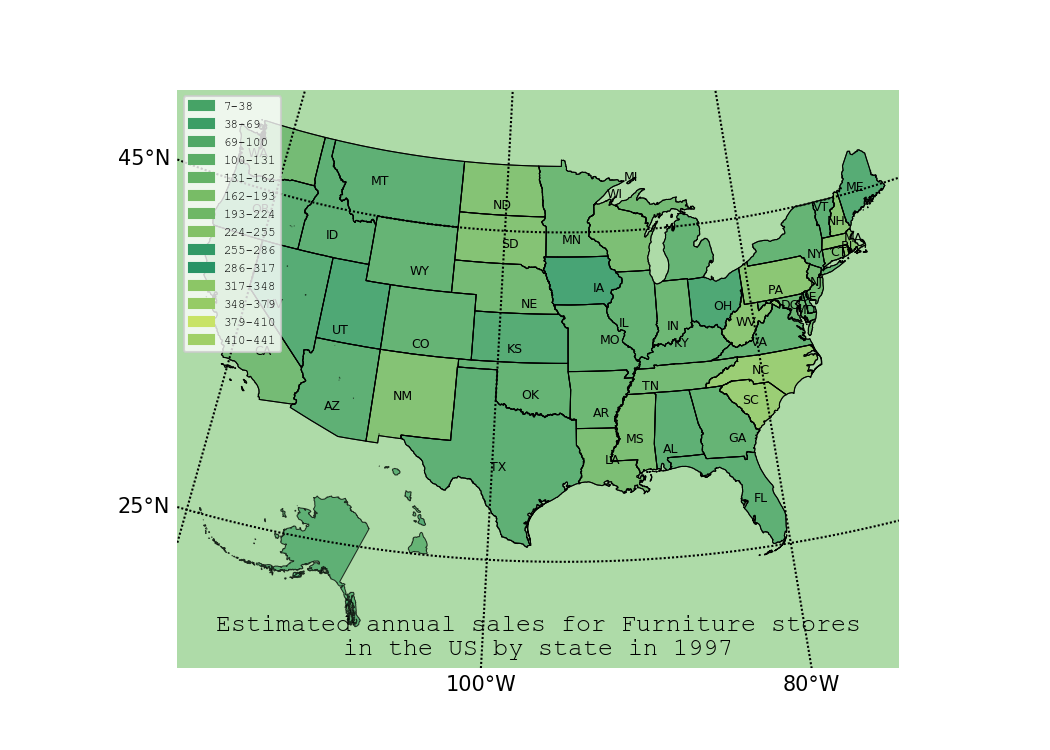 7-38
38-69
69-100
100-131
131-162
162-193
193-224
224-255
255-286
286-317
317-348
348-379
379-410
410-441
45°N
25°N
100°W
80°W
WA
OR
CA
MT
ID
WY
UT
CO
AZ
NM
ND
SD
NE
KS
OK
TX
MN
IA
MO
AR
LA
WI
MI
IL
IN
OH
KY
TN
MS
AL
GA
FL
SC
NC
VA
WV
PA
NY
VT
NH
ME
MA
CT
NJ
MD
Estimated annual sales for Furniture stores
in the US by state in 1997